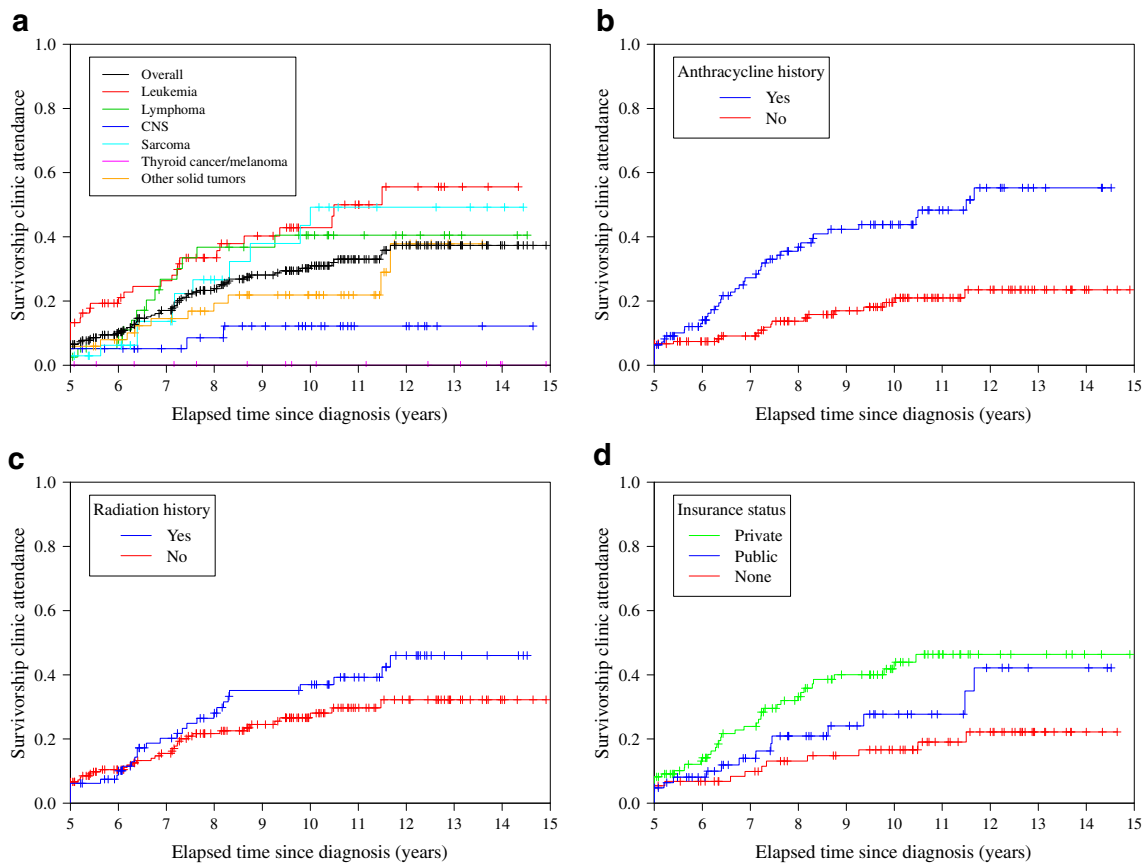 a
Survivorship clinic attendance
1.0
0.8
0.6
0.4
0.2
0.0
Overall
Leukemia
Lymphoma
CNS
Sarcoma
Thyroid cancer/melanoma
Other solid tumors
5 6 7 8 9 10 11 12 13 14 15
Elapsed time since diagnosis (years)
b
Survivorship clinic attendance
1.0
0.8
0.6
0.4
0.2
0.0
Anthracycline history
Yes
No
5 6 7 8 9 10 11 12 13 14 15
Elapsed time since diagnosis (years)
c
Survivorship clinic attendance
1.0
0.8
0.6
0.4
0.2
0.0
Radiation history
Yes
No
5 6 7 8 9 10 11 12 13 14 15
Elapsed time since diagnosis (years)
d
Survivorship clinic attendance
1.0
0.8
0.6
0.4
0.2
0.0
Insurance status
Private
Public
None
5 6 7 8 9 10 11 12 13 14 15
Elapsed time since diagnosis (years)